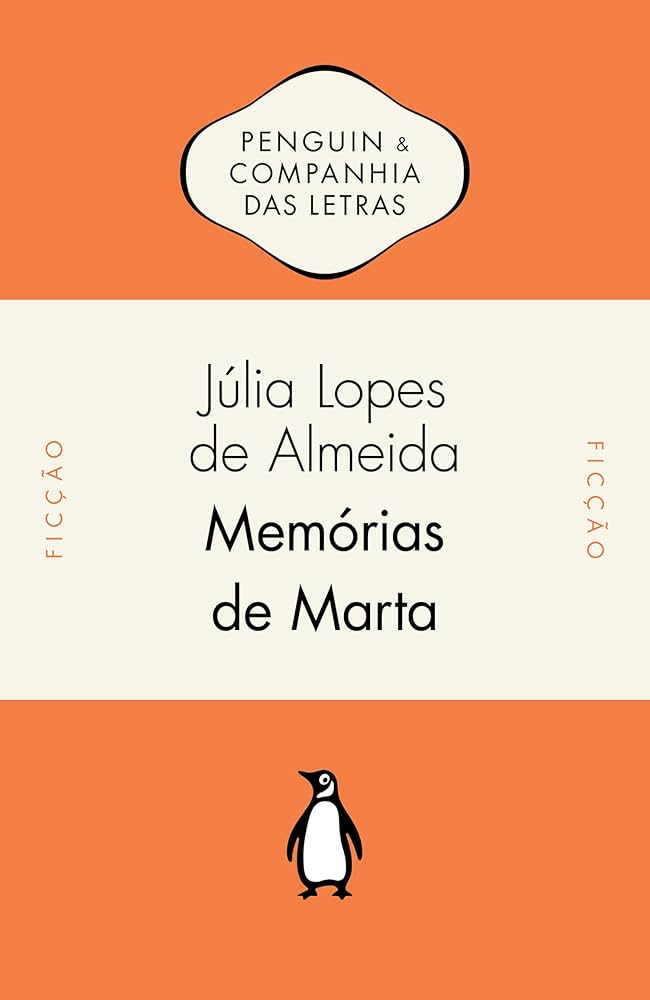 PENGUIN &
COMPANHIA
DAS LETRAS
Júlia Lopes
de Almeida
Memórias
de Marta
FICÇÃO
FICÇÃO